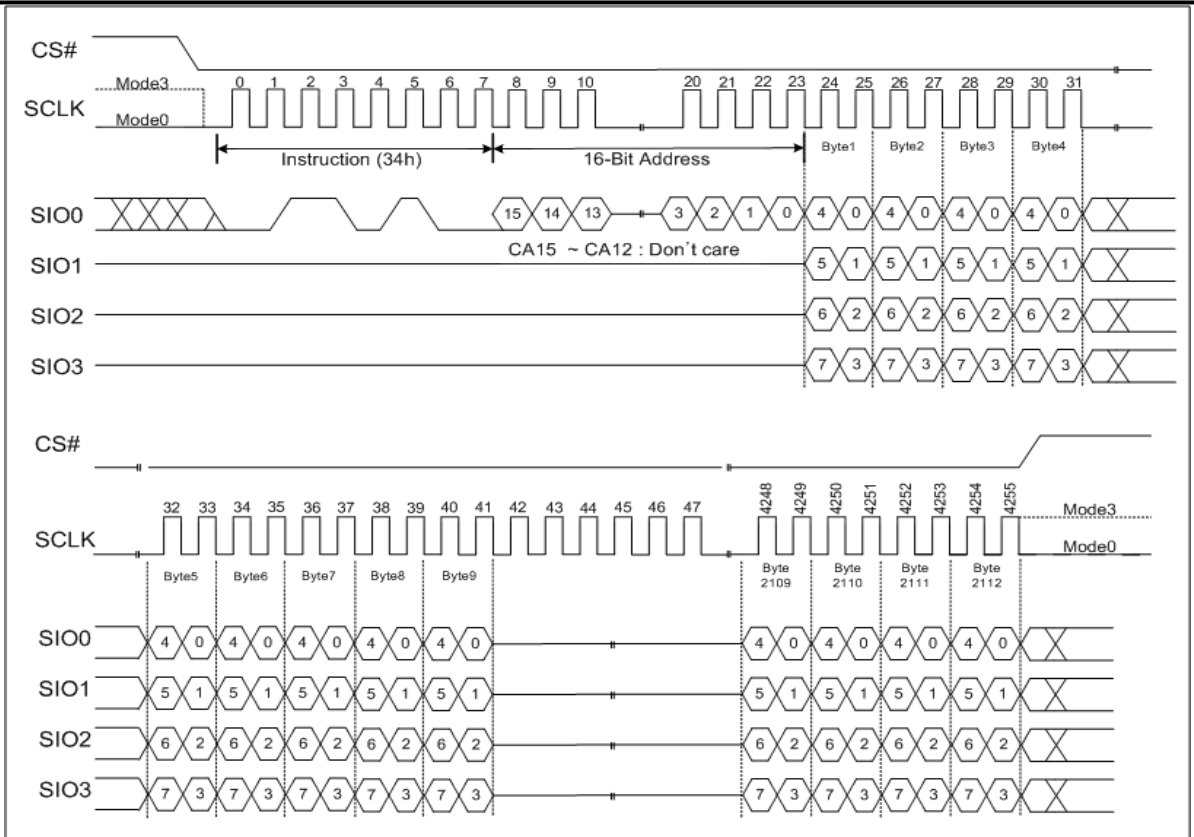 CS#
Mode3
SCLK
Mode0
0 1 2 3 4 5 6 7 8 9 10 20 21 22 23 24 25 26 27 28 29 30 31
Instruction (34h)
16-Bit Address
Byte1 Byte2 Byte3 Byte4
SIO0
15 14 13 3 2 1 0 4 0 4 0 4 0 4 0
CA15 ~ CA12 : Don´t care
SIO1
5 1 5 1 5 1 5 1
SIO2
6 2 6 2 6 2 6 2
SIO3
7 3 7 3 7 3 7 3
CS#
32 33 34 35 36 37 38 39 40 41 42 43 44 45 46 47 4248 4249 4250 4251 4252 4253 4254 4255
Mode3
SCLK
Mode0
Byte5 Byte6 Byte7 Byte8 Byte9
Byte 2109
Byte 2110
Byte 2111
Byte 2112
SIO0
4 0 4 0 4 0 4 0 4 0 4 0 4 0 4 0 4 0
SIO1
5 1 5 1 5 1 5 1 5 1 5 1 5 1 5 1 5 1
SIO2
6 2 6 2 6 2 6 2 6 2 6 2 6 2 6 2 6 2
SIO3
7 3 7 3 7 3 7 3 7 3 7 3 7 3 7 3 7 3